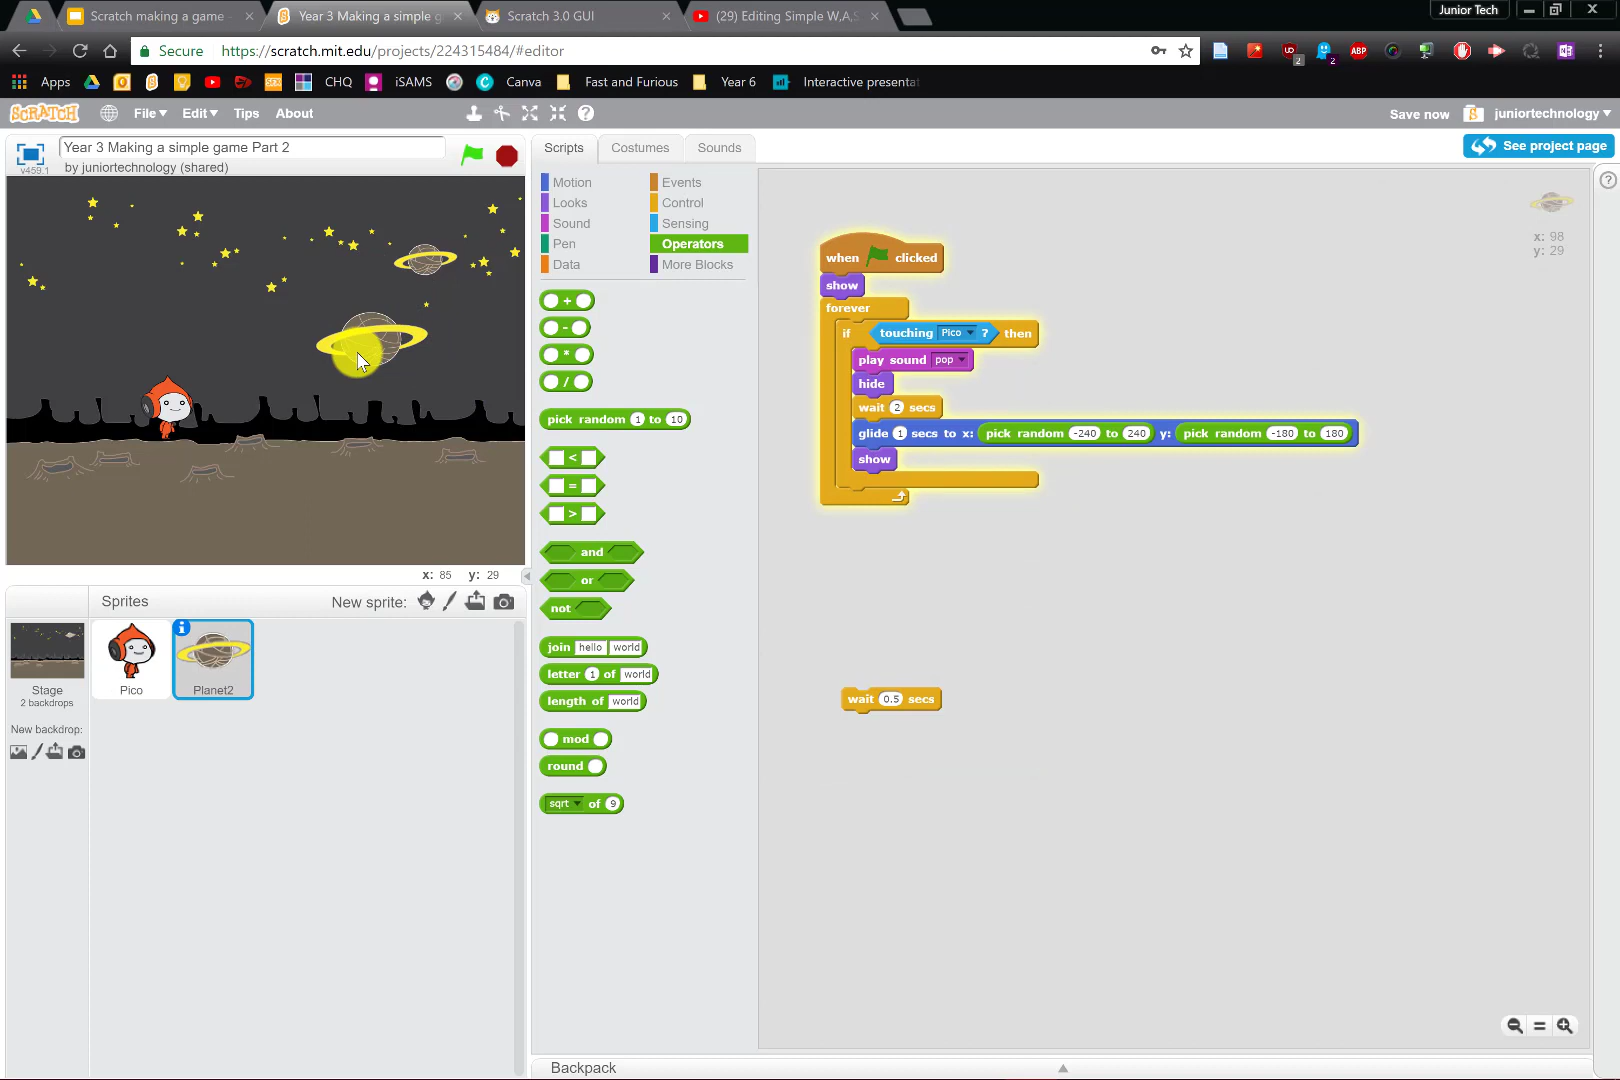 Scratch making a game -
Year 3 Making a simple g
Scratch 3.0 GUI
(29) Editing Simple W,A,S
Junior Tech
Secure
https://scratch.mit.edu/projects/224315484/#editor
Apps
CHQ
iSAMS
Canva
Fast and Furious
Year 6
Interactive presentat
SCRATCH
File
Edit
Tips
About
Save now
juniortechnology
v459.1
Year 3 Making a simple game Part 2
by juniortechnology (shared)
Scripts
Costumes
Sounds
See project page
Motion
Looks
Sound
Pen
Data
Events
Control
Sensing
Operators
More Blocks
+
-
*
/
pick random 1 to 10
<
=
>
and
or
not
join hello world
letter 1 of world
length of world
mod
round
sqrt of 9
when clicked
show
forever
if touching Pico ? then
play sound pop
hide
wait 2 secs
glide 1 secs to x: pick random -240 to 240 y: pick random -180 to 180
show
wait 0.5 secs
x: 98
y: 29
x: 85 y: 29
Sprites
New sprite:
Stage
2 backdrops
New backdrop:
Pico
Planet2
Backpack